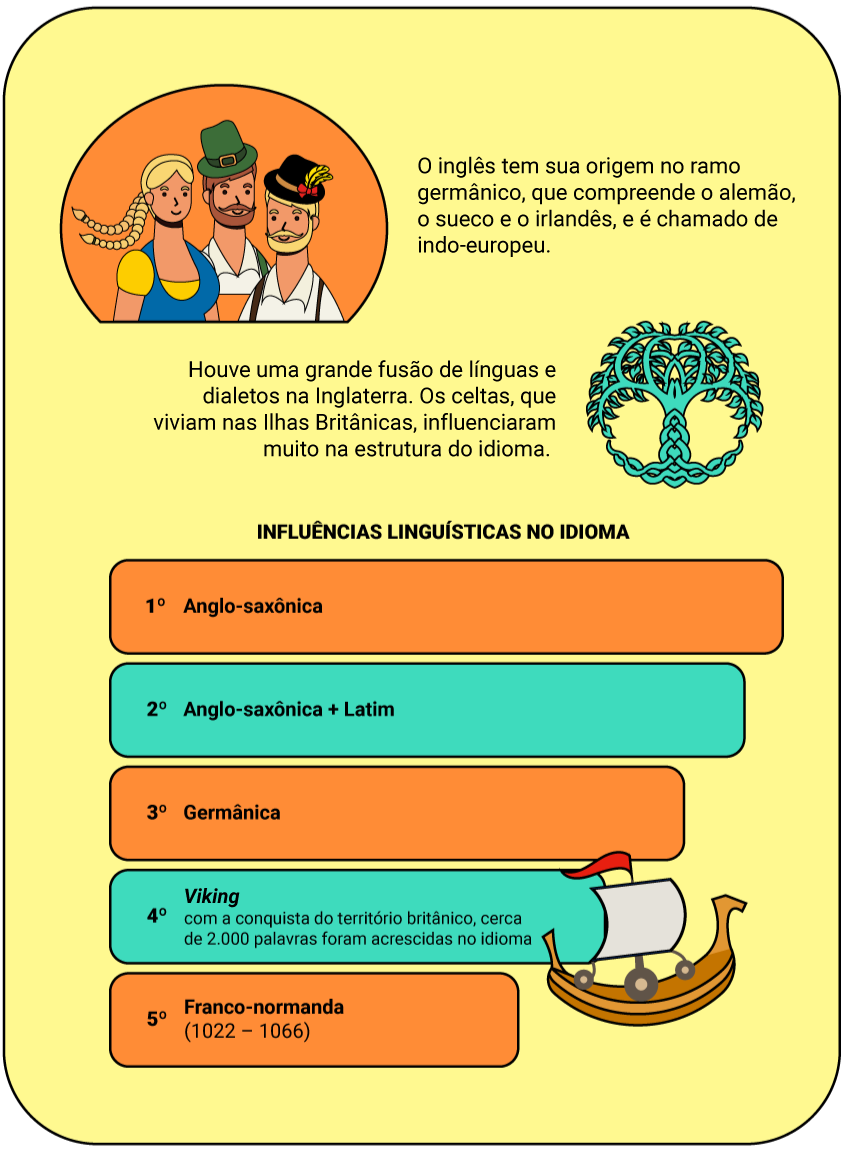 O inglês tem sua origem no ramo
germânico, que compreende o alemão,
o sueco e o irlandês, e é chamado de
indo-europeu.
Houve uma grande fusão de línguas e
dialetos na Inglaterra. Os celtas, que
viviam nas Ilhas Britânicas, influenciaram
muito na estrutura do idioma.
INFLUÊNCIAS LINGUÍSTICAS NO IDIOMA
1º Anglo-saxônica
2º Anglo-saxônica + Latim
3º Germânica
4º Viking
com a conquista do território britânico, cerca
de 2.000 palavras foram acrescidas no idioma
5º Franco-normanda
(1022 – 1066)